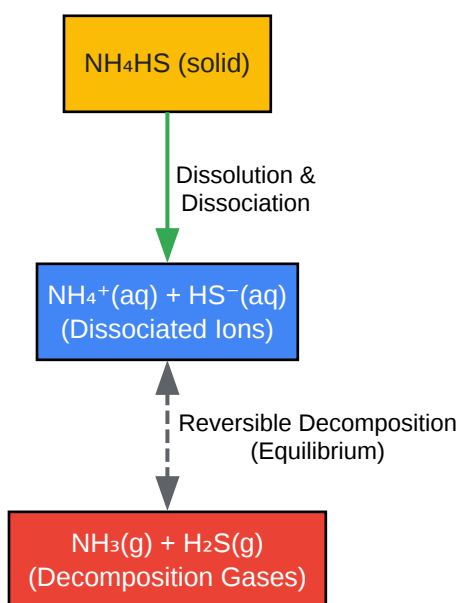 NH₄HS (solid)
Dissolution &
Dissociation
NH₄⁺(aq) + HS⁻(aq)
(Dissociated Ions)
Reversible Decomposition
(Equilibrium)
NH₃(g) + H₂S(g)
(Decomposition Gases)